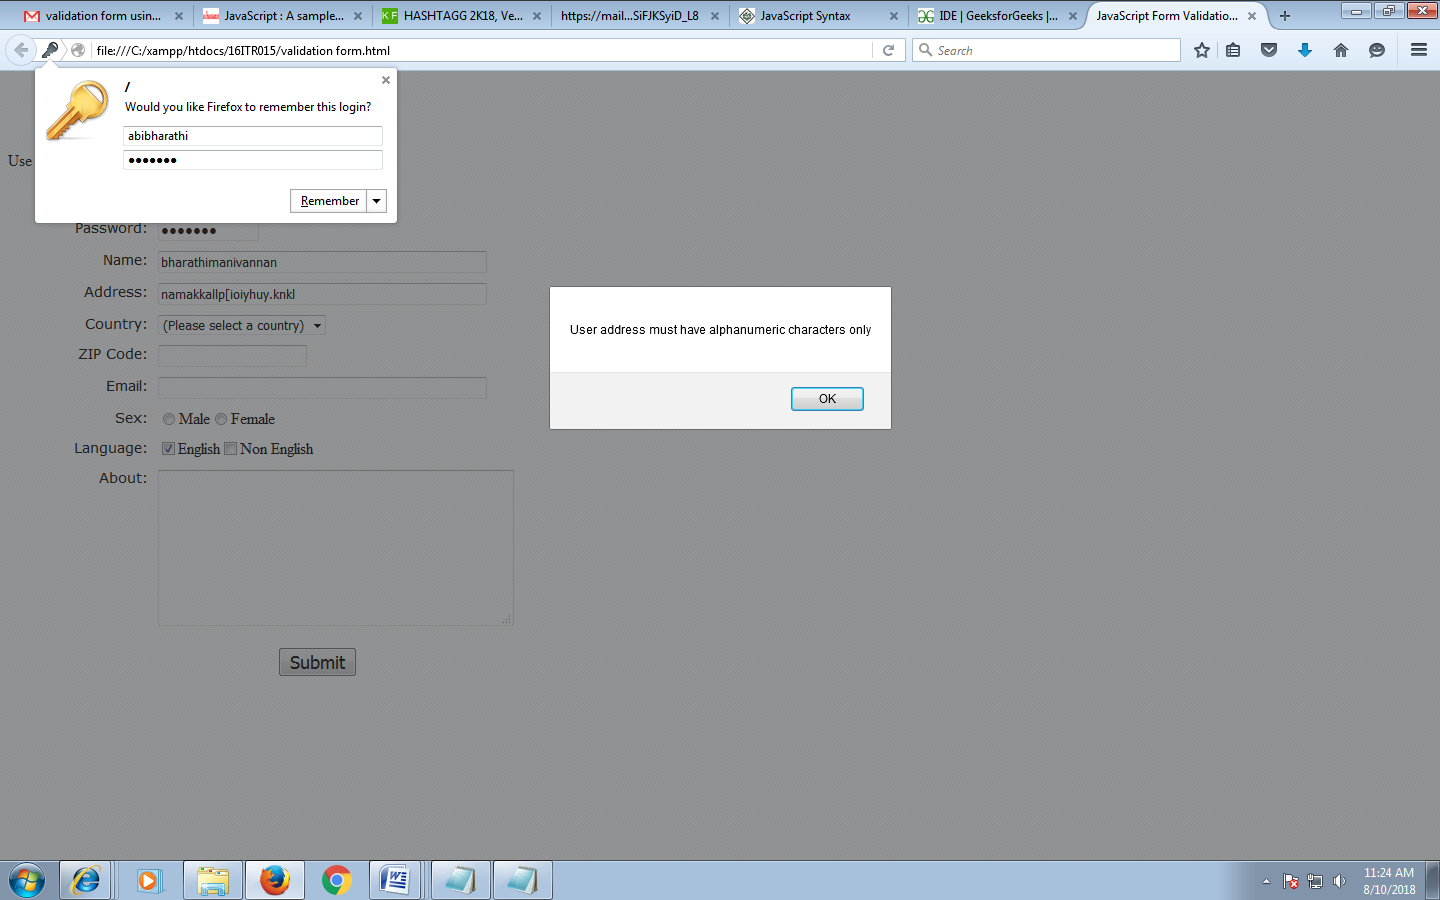 validation form usin...
JavaScript : A sample...
HASHTAGG 2K18, Ve...
https://mail...SiFJKSyiD_L8
JavaScript Syntax
IDE | GeeksforGeeks |...
JavaScript Form Validatio...
file:///C:/xampp/htdocs/16ITR015/validation form.html
Search
/
Would you like Firefox to remember this login?
abibharathi
●●●●●●●
Remember
Use
Password: ●●●●●●●
Name: bharathimanivannan
Address: namakkallp[ioiyhuy.knkl
Country: (Please select a country)
ZIP Code:
Email:
Sex: Male Female
Language: English Non English
About:
Submit
User address must have alphanumeric characters only
OK
11:24 AM
8/10/2018